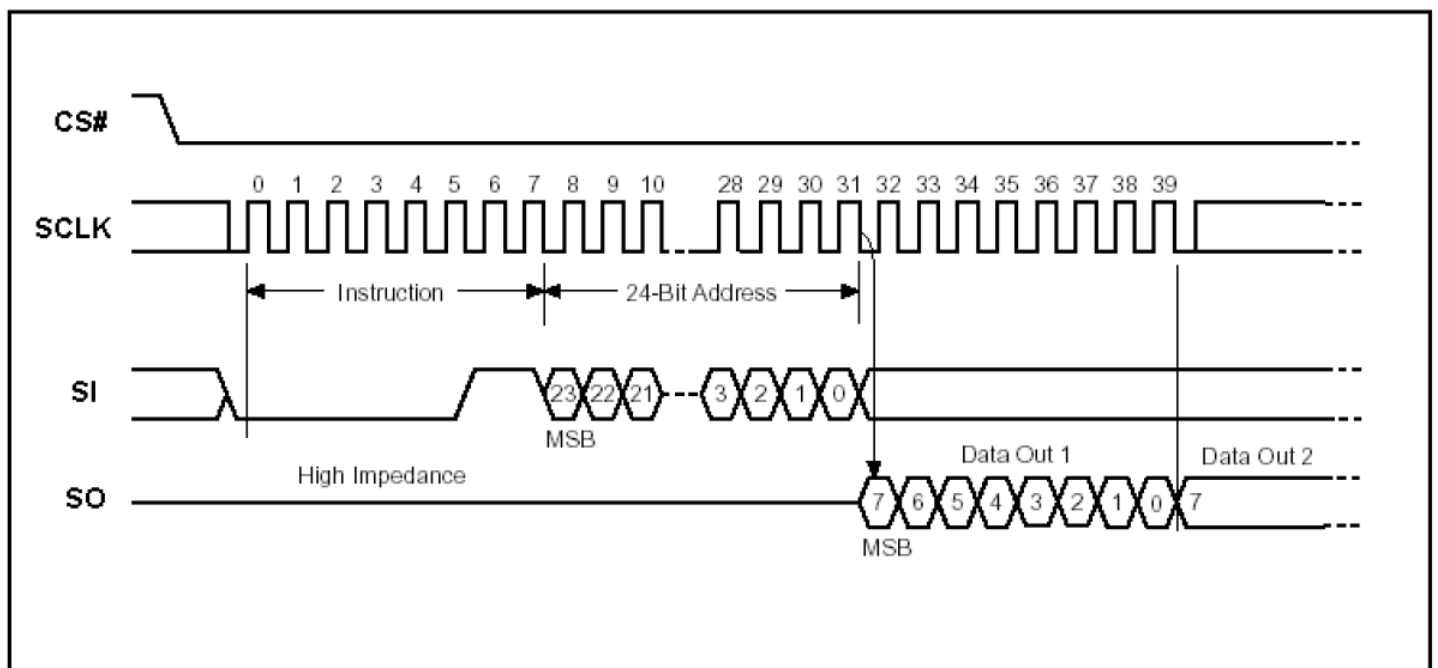 CS#
0 1 2 3 4 5 6 7 8 9 10 28 29 30 31 32 33 34 35 36 37 38 39
SCLK
Instruction 24-Bit Address
SI 23 22 21 3 2 1 0
MSB
High Impedance Data Out 1 Data Out 2
SO 7 6 5 4 3 2 1 0 7
MSB